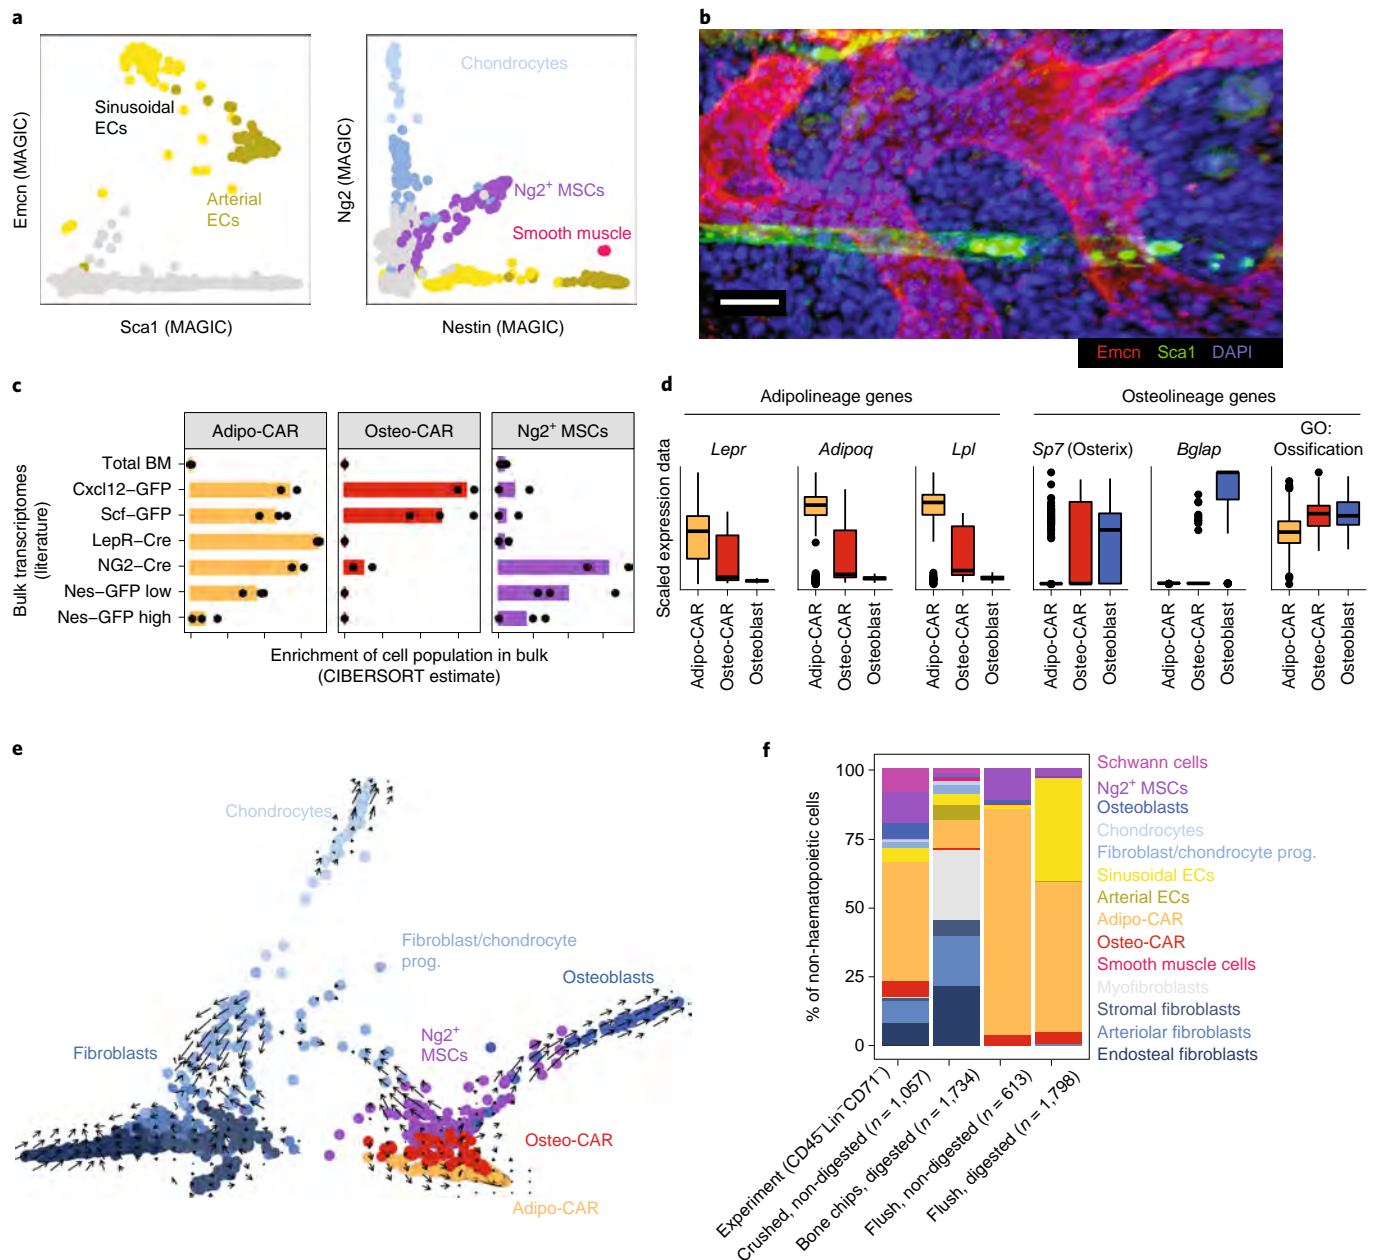 a
Emcn (MAGIC)
Sinusoidal
ECs
Arterial
ECs
Sca1 (MAGIC)
Ng2 (MAGIC)
Chondrocytes
Ng2⁺ MSCs
Smooth muscle
Nestin (MAGIC)
b
Emcn Sca1 DAPI
c
Bulk transcriptomes
(literature)
Adipo-CAR Osteo-CAR Ng2⁺ MSCs
Total BM
Cxcl12–GFP
Scf–GFP
LepR–Cre
NG2–Cre
Nes–GFP low
Nes–GFP high
Enrichment of cell population in bulk
(CIBERSORT estimate)
d
Adipolineage genes
Osteolineage genes
Scaled expression data
Lepr
Adipoq
Lpl
Sp7 (Osterix)
Bglap
GO:
Ossification
Adipo-CAR
Osteo-CAR
Osteoblast
Adipo-CAR
Osteo-CAR
Osteoblast
Adipo-CAR
Osteo-CAR
Osteoblast
Adipo-CAR
Osteo-CAR
Osteoblast
Adipo-CAR
Osteo-CAR
Osteoblast
Adipo-CAR
Osteo-CAR
Osteoblast
e
Chondrocytes
Fibroblast/chondrocyte
prog.
Osteoblasts
Ng2⁺
MSCs
Fibroblasts
Osteo-CAR
Adipo-CAR
f
% of non-haematopoietic cells
100
75
50
25
0
Schwann cells
Ng2⁺ MSCs
Osteoblasts
Chondrocytes
Fibroblast/chondrocyte prog.
Sinusoidal ECs
Arterial ECs
Adipo-CAR
Osteo-CAR
Smooth muscle cells
Myofibroblasts
Stromal fibroblasts
Arteriolar fibroblasts
Endosteal fibroblasts
Experiment (CD45⁻Lin⁻CD71⁻)
Crushed, non-digested (n = 1,057)
Bone chips, digested (n = 1,734)
Flush, non-digested (n = 613)
Flush, digested (n = 1,798)